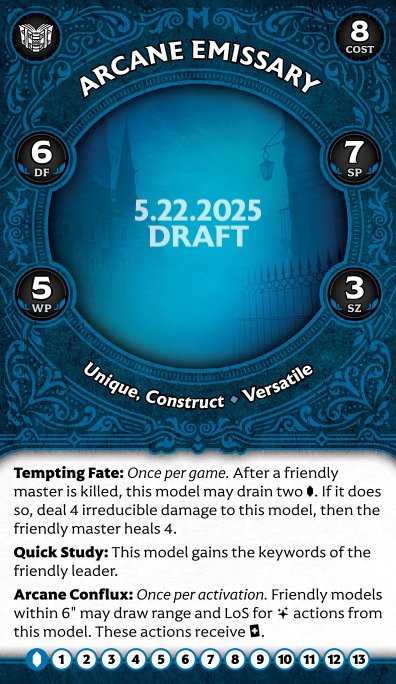 8
COST
ARCANE EMISSARY
6
DF
7
SP
5.22.2025
DRAFT
5
WP
3
SZ
Unique, Construct ◆ Versatile
Tempting Fate: Once per game. After a friendly
master is killed, this model may drain two . If it does
so, deal 4 irreducible damage to this model, then the
friendly master heals 4.
Quick Study: This model gains the keywords of the
friendly leader.
Arcane Conflux: Once per activation. Friendly models
within 6" may draw range and LoS for actions from
this model. These actions receive .
1 2 3 4 5 6 7 8 9 10 11 12 13